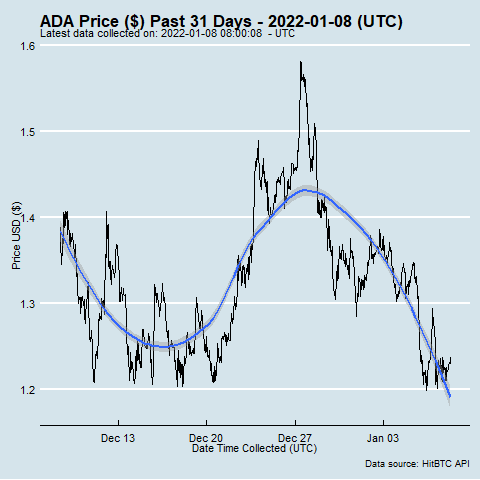 ADA Price ($) Past 31 Days - 2022-01-08 (UTC)
Latest data collected on: 2022-01-08 08:00:08 - UTC
1.6
1.5
1.4
1.3
1.2
Price USD ($)
Dec 13 Dec 20 Dec 27 Jan 03
Date Time Collected (UTC)
Data source: HitBTC API